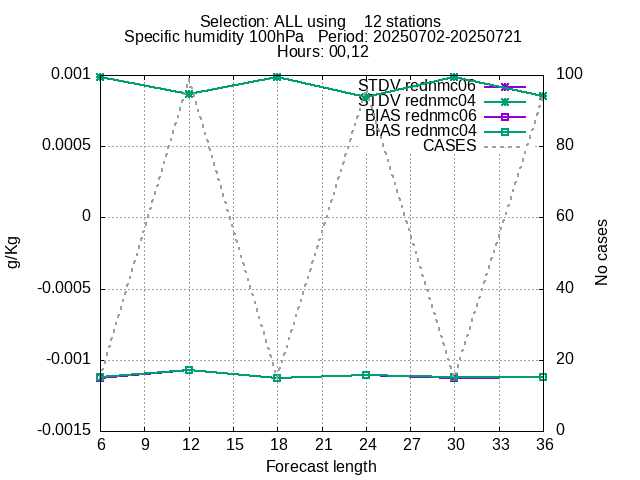 Selection: ALL using    12 stations
Specific humidity 100hPa   Period: 20250702-20250721
Hours: 00,12
0.001
0.0005
0
-0.0005
-0.001
-0.0015
g/Kg
STDV rednmc06
STDV rednmc04
BIAS rednmc06
BIAS rednmc04
CASES
100
80
60
40
20
0
No cases
6 9 12 15 18 21 24 27 30 33 36
Forecast length